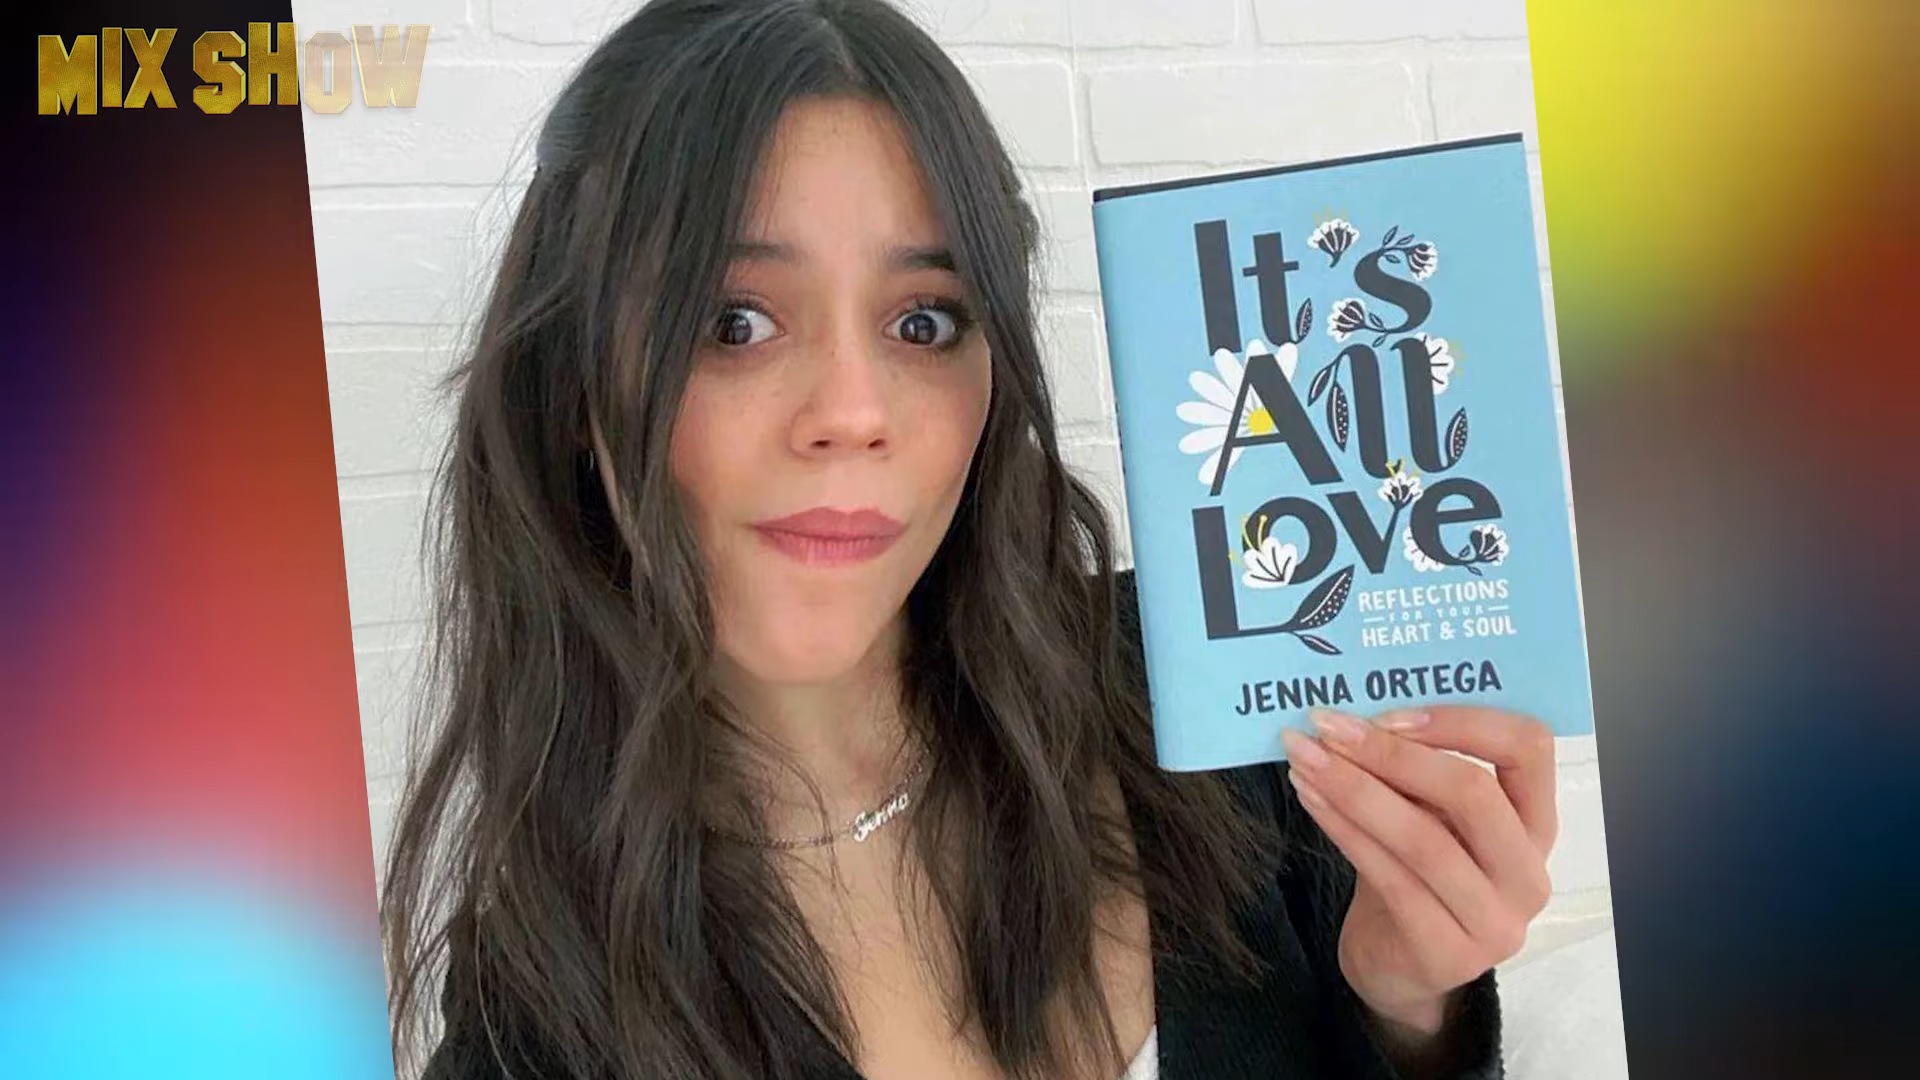 MIX SHOW
It's
All
Love
REFLECTIONS
FOR YOUR
HEART & SOUL
JENNA ORTEGA
Jenna